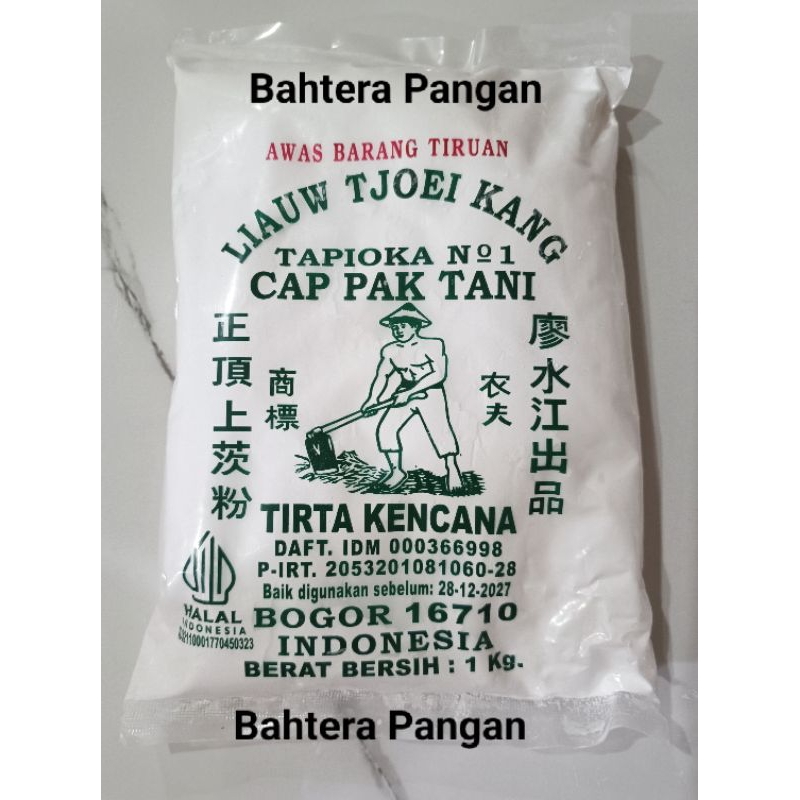 Bahtera Pangan
AWAS BARANG TIRUAN
LIAUW TJOEI KANG
TAPIOKA Nº1
CAP PAK TANI
正頂上茨粉
商標
农夫
廖水江出品
TIRTA KENCANA
DAFT. IDM 000366998
P-IRT. 2053201081060-28
Baik digunakan sebelum: 28-12-2027
HALAL
INDONESIA
BOGOR 16710
INDONESIA
BERAT BERSIH : 1 Kg.
Bahtera Pangan